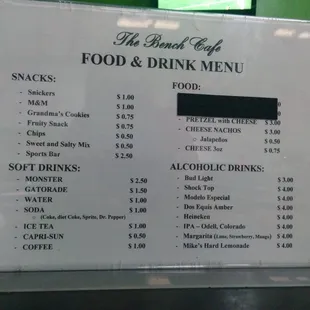 The Bench Cafe
FOOD & DRINK MENU
SNACKS:
- Snickers $ 1.00
- M&M $ 1.00
- Grandma's Cookies $ 0.75
- Fruity Snack $ 0.75
- Chips $ 0.50
- Sweet and Salty Mix $ 0.50
- Sports Bar $ 2.50
FOOD:
- PRETZEL with CHEESE $ 3.00
- CHEESE NACHOS $ 3.00
o Jalapeños $ 0.50
- CHEESE 3oz $ 0.75
SOFT DRINKS:
- MONSTER $ 2.50
- GATORADE $ 1.50
- WATER $ 1.00
- SODA $ 1.00
o (Coke, diet Coke, Sprite, Dr. Pepper)
- ICE TEA $ 1.00
- CAPRI-SUN $ 0.50
- COFFEE $ 1.00
ALCOHOLIC DRINKS:
- Bud Light $ 3.00
- Shock Top $ 4.00
- Modelo Especial $ 4.00
- Dos Equis Amber $ 4.00
- Heineken $ 4.00
- IPA – Odell, Colorado $ 4.00
- Margarita (Lime, Strawberry, Mango) $ 4.00
- Mike's Hard Lemonade $ 4.00